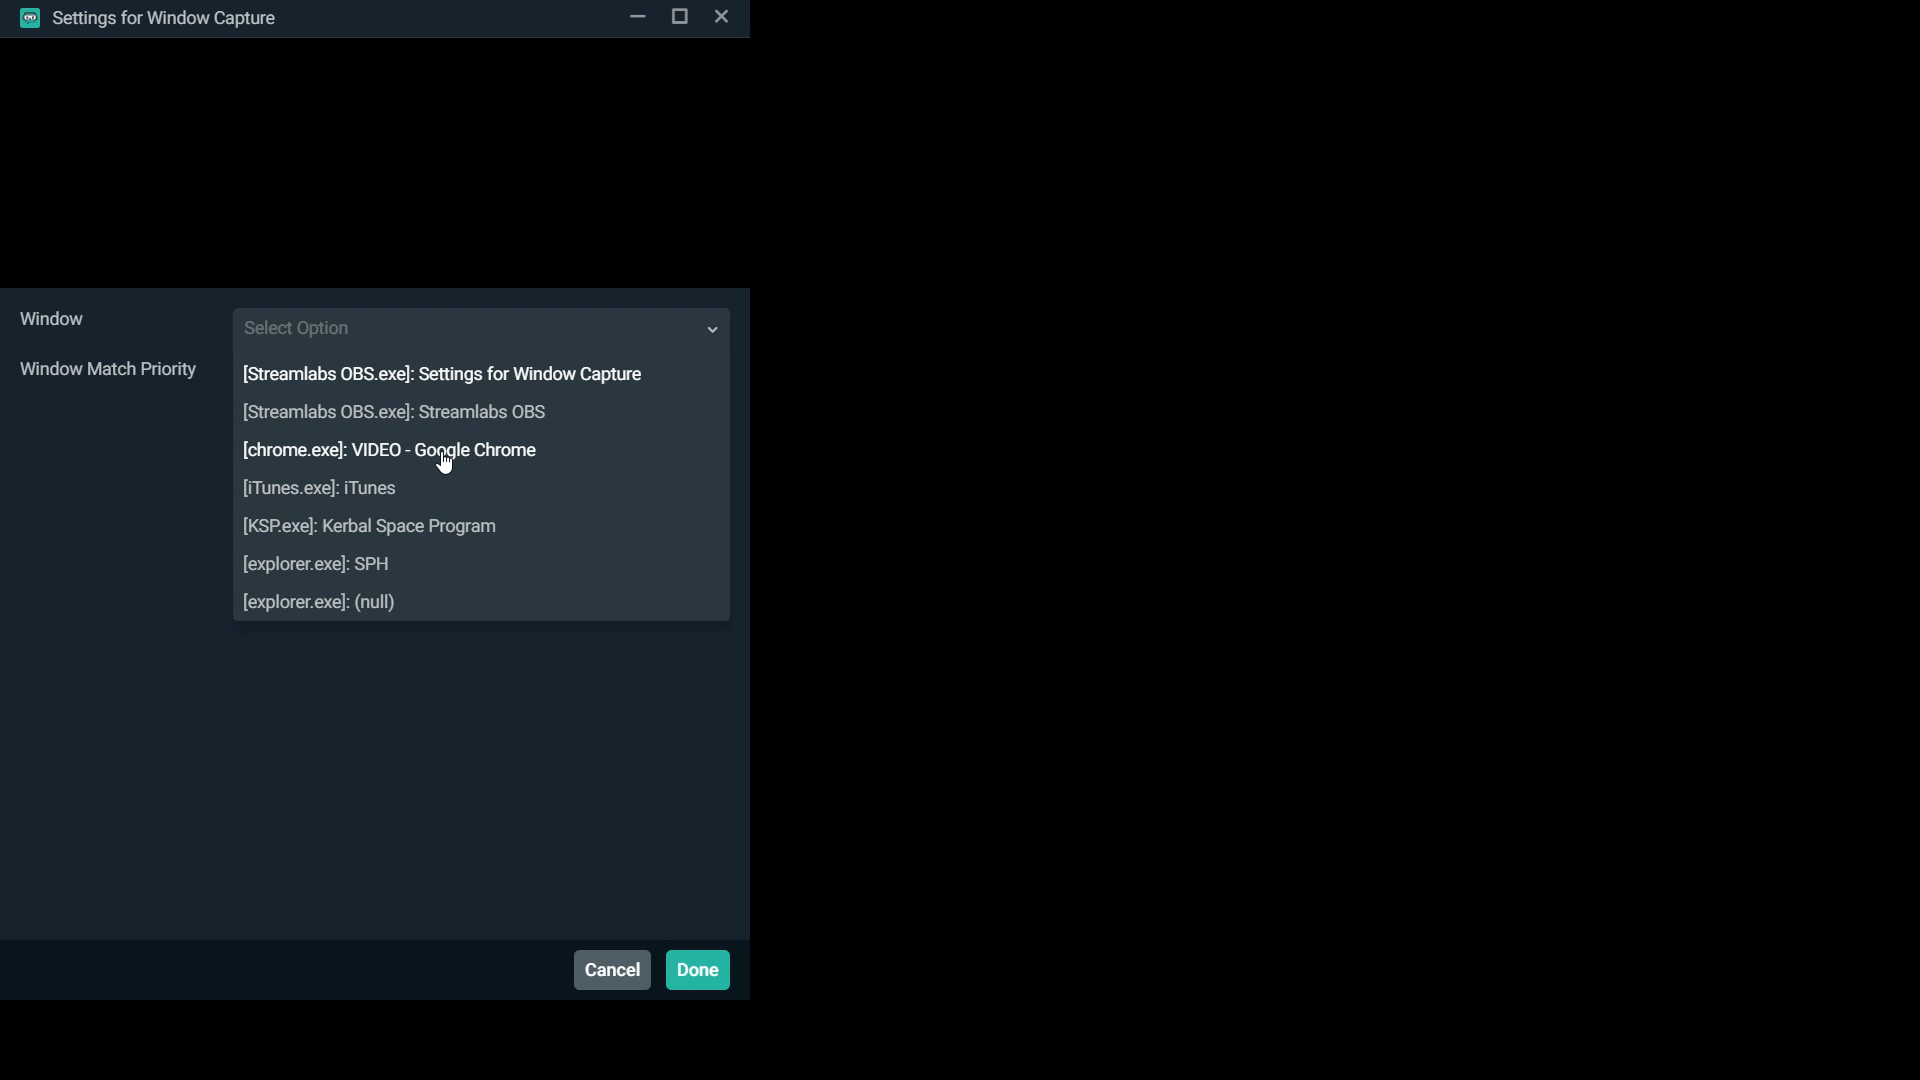 Settings for Window Capture
Window
Select Option
Window Match Priority
[Streamlabs OBS.exe]: Settings for Window Capture
[Streamlabs OBS.exe]: Streamlabs OBS
[chrome.exe]: VIDEO - Google Chrome
[iTunes.exe]: iTunes
[KSP.exe]: Kerbal Space Program
[explorer.exe]: SPH
[explorer.exe]: (null)
Cancel
Done